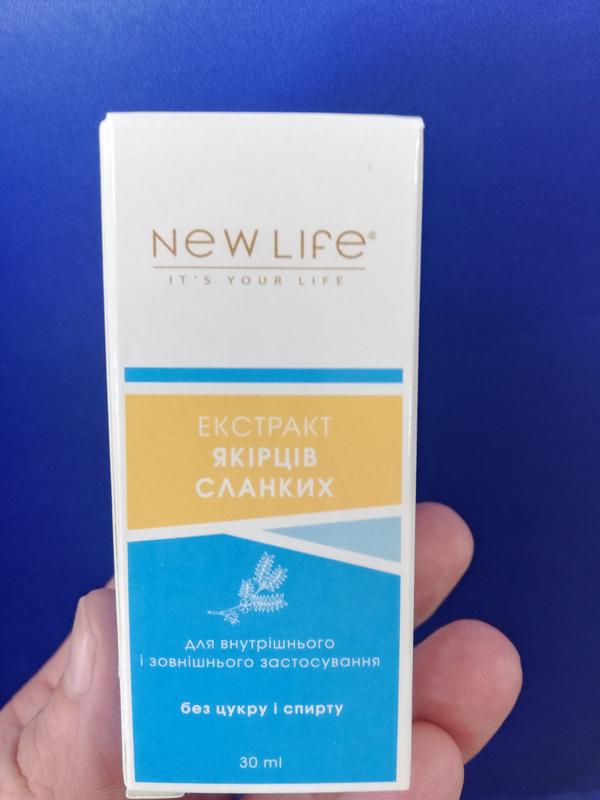 New Life®
IT'S YOUR LIFE
ЕКСТРАКТ
ЯКІРЦІВ
СЛАНКИХ
для внутрішнього
і зовнішнього застосування
без цукру і спирту
30 ml